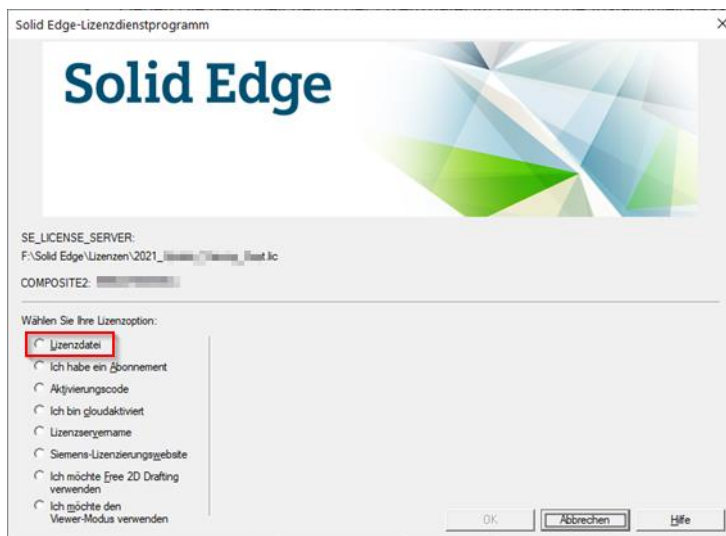 Solid Edge-Lizenzdienstprogramm
Solid Edge
SE_LICENSE_SERVER:
F:\Solid Edge\Lizenzen\2021_
COMPOSITE2:
Wählen Sie Ihre Lizenzoption:
Lizenzdatei
Ich habe ein Abonnement
Aktivierungscode
Ich bin cloudaktiviert
Lizenzservername
Siemens-Lizenzierungswebsite
Ich möchte Free 2D Drafting
verwenden
Ich möchte den
Viewer-Modus verwenden
OK
Abbrechen
Hilfe